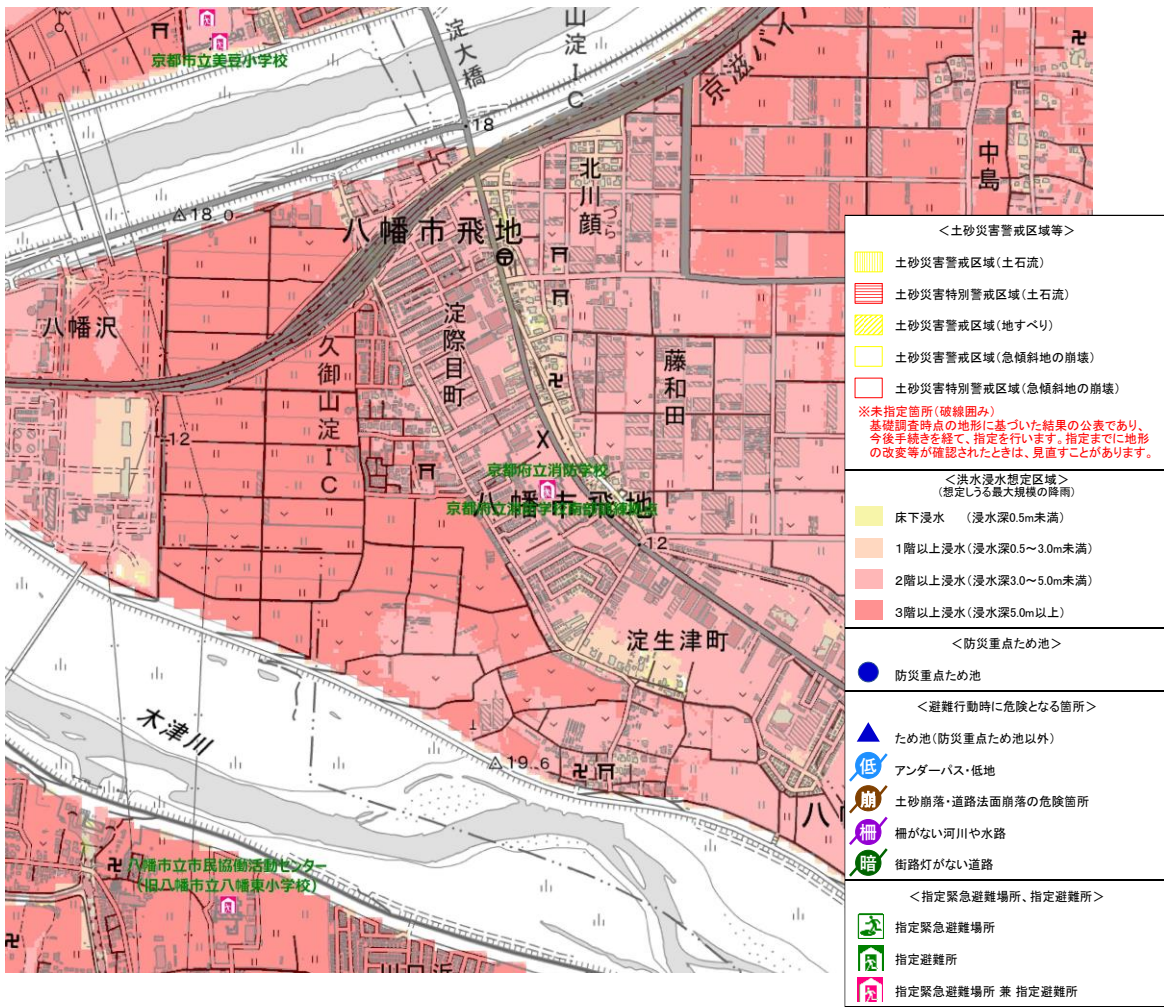 京都市立美豆小学校
淀大橋
山淀IC
京滋バイ
18
中島
北川顔
づら
△18.0
八幡市飛地
八幡沢
淀際目町
久御山淀IC
藤和田
12
京都府立消防学校
八幡市飛地
12
淀生津町
木津川
△19.6
八
八幡市立市民協働活動センター
(旧八幡市立八幡東小学校)
川口浜
<土砂災害警戒区域等>
土砂災害警戒区域(土石流)
土砂災害特別警戒区域(土石流)
土砂災害警戒区域(地すべり)
土砂災害警戒区域(急傾斜地の崩壊)
土砂災害特別警戒区域(急傾斜地の崩壊)
※未指定箇所(破線囲み)
基礎調査時点の地形に基づいた結果の公表であり、
今後手続きを経て、指定を行います。指定までに地形
の改変等が確認されたときは、見直すことがあります。
<洪水浸水想定区域>
(想定しうる最大規模の降雨)
床下浸水 (浸水深0.5m未満)
1階以上浸水(浸水深0.5~3.0m未満)
2階以上浸水(浸水深3.0~5.0m未満)
3階以上浸水(浸水深5.0m以上)
<防災重点ため池>
防災重点ため池
<避難行動時に危険となる箇所>
ため池(防災重点ため池以外)
低 アンダーパス・低地
崩 土砂崩落・道路法面崩落の危険箇所
柵 柵がない河川や水路
暗 街路灯がない道路
<指定緊急避難場所、指定避難所>
指定緊急避難場所
指定避難所
指定緊急避難場所 兼 指定避難所